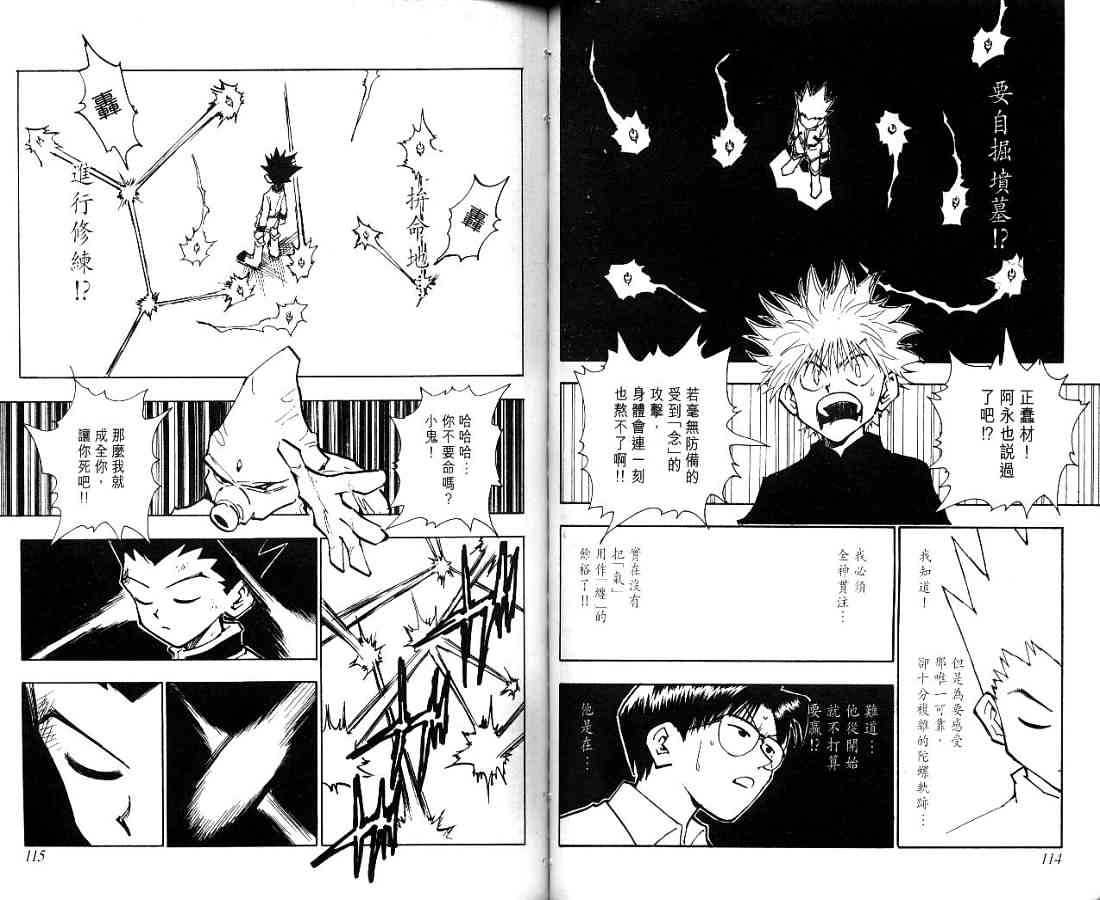 要自掘墳墓!?
正蠢材！
阿永也說過
了吧!?
若毫無防備的
受到「念」的
攻擊，
身體會連一刻
也熬不了啊!!
我知道！
但是為要感受
那唯一可靠，
卻十分複雜的陀螺軌跡…
我必須
全神貫注…
實在沒有
把「氣」
用作「纏」的
餘裕了!!
難道…
他從開始
就不打算
要贏!?
他是在…
114
轟
拚命地
轟
進行修練!?
哈哈哈…
你不要命嗎？
小鬼！
那麼我就
成全你，
讓你死吧!!
115